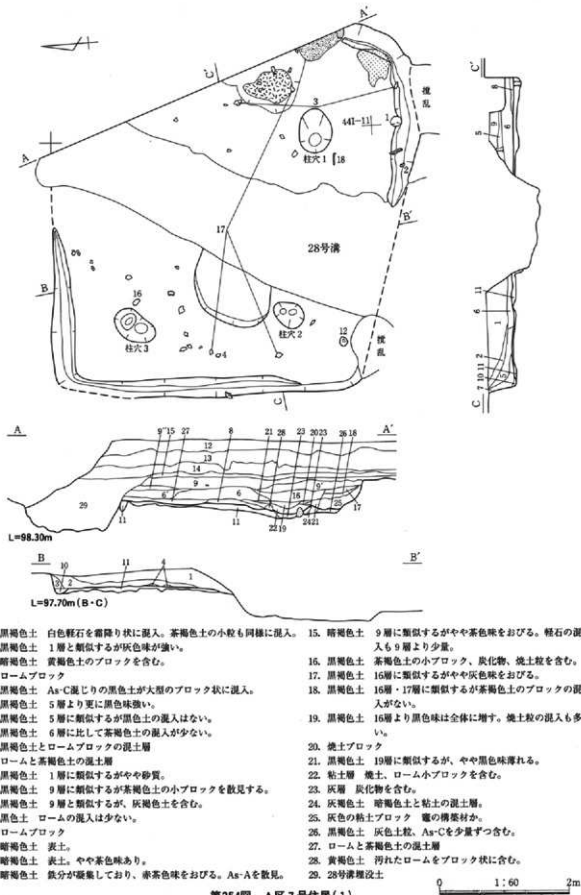 A'
C'
撹乱
3
1
44I-11
柱穴1
18
2
A
B'
17
28号溝
B
16
柱穴3
4
柱穴2
12
撹乱
C
C'
8
9
6
5
11
6
1
2
11
5
10
7
C
A
A'
9'' 15 27 8 21 28 23 20 23 26 18
12
13
14
9
6
6
16
9'
25
29
11
11
22 19 24 21
17
L=98.30m
B
B'
10
11
4
1
3
2
L=97.70m(B・C)
黒褐色土 白色軽石を霜降り状に混入。茶褐色土の小粒も同様に混入。
黒褐色土 1層と類似するが灰色味が強い。
暗褐色土 黄褐色土のブロックを含む。
ロームブロック
黒褐色土 As-C混じりの黒色土が大型のブロック状に混入。
黒褐色土 5層より更に黒色味強い。
黒褐色土 5層に類似するが黒色土の混入はない。
黒褐色土 6層に比して茶褐色土の混入が少ない。
黒褐色土とロームブロックの混土層
ロームと茶褐色土の混土層
黒褐色土 1層に類似するがやや砂質。
黒褐色土 9層に類似するが茶褐色土の小ブロックを散見する。
黒褐色土 9層と類似するが、灰褐色土を含む。
黒色土 ロームの混入は少ない。
ロームブロック
暗褐色土 表土。
暗褐色土 表土。やや茶色味あり。
暗褐色土 鉄分が凝集しており、赤茶色味をおびる。As-Aを散見。
15. 暗褐色土 9層に類似するがやや茶色味をおびる。軽石の混
入も9層より少量。
16. 黒褐色土 茶褐色土の小ブロック、炭化物、焼土粒を含む。
17. 黒褐色土 16層に類似するがやや灰色味をおびる。
18. 黒褐色土 16層・17層に類似するが茶褐色土のブロックの混
入がない。
19. 黒褐色土 16層より黒色味は全体に増す。焼土粒の混入も多
い。
20. 焼土ブロック
21. 黒褐色土 19層に類似するが、やや黒色味薄れる。
22. 粘土層 焼土、ローム小ブロックを含む。
23. 灰層 炭化物を含む。
24. 灰褐色土 暗褐色土と粘土の混土層。
25. 灰色の粘土ブロック 竈の構築材か。
26. 黒褐色土 灰色土粒、As-Cを少量ずつ含む。
27. ロームと茶褐色土の混土層
28. 黄褐色土 汚れたロームをブロック状に含む。
29. 28号溝埋没土
0 1:60 2m
第254図 A区7号住居(1)